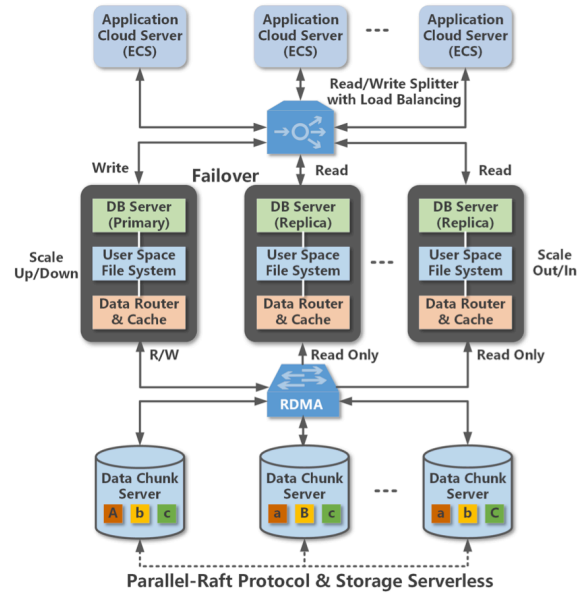 Application
Cloud Server
(ECS)
Application
Cloud Server
(ECS)
Application
Cloud Server
(ECS)
Read/Write Splitter
with Load Balancing
Write
Failover
Read
Read
DB Server
(Primary)
User Space
File System
Data Router
& Cache
DB Server
(Replica)
User Space
File System
Data Router
& Cache
DB Server
(Replica)
User Space
File System
Data Router
& Cache
Scale
Up/Down
Scale
Out/In
R/W
Read Only
Read Only
RDMA
Data Chunk
Server
A b c
Data Chunk
Server
a B c
Data Chunk
Server
a b C
Parallel-Raft Protocol & Storage Serverless